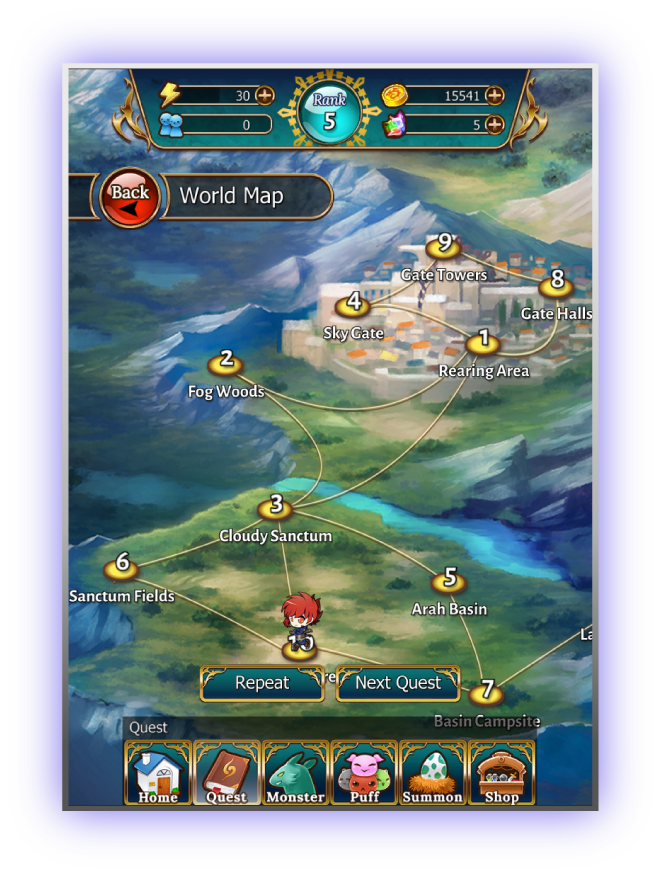 30
Rank
15541
0
5
5
Back
World Map
9
Gate Towers
8
Gate Halls
4
Sky Gate
1
Rearing Area
2
Fog Woods
3
Cloudy Sanctum
6
Sanctum Fields
5
Arah Basin
10
7
Basin Campsite
Repeat
Next Quest
Quest
Home
Quest
Monster
Puff
Summon
Shop